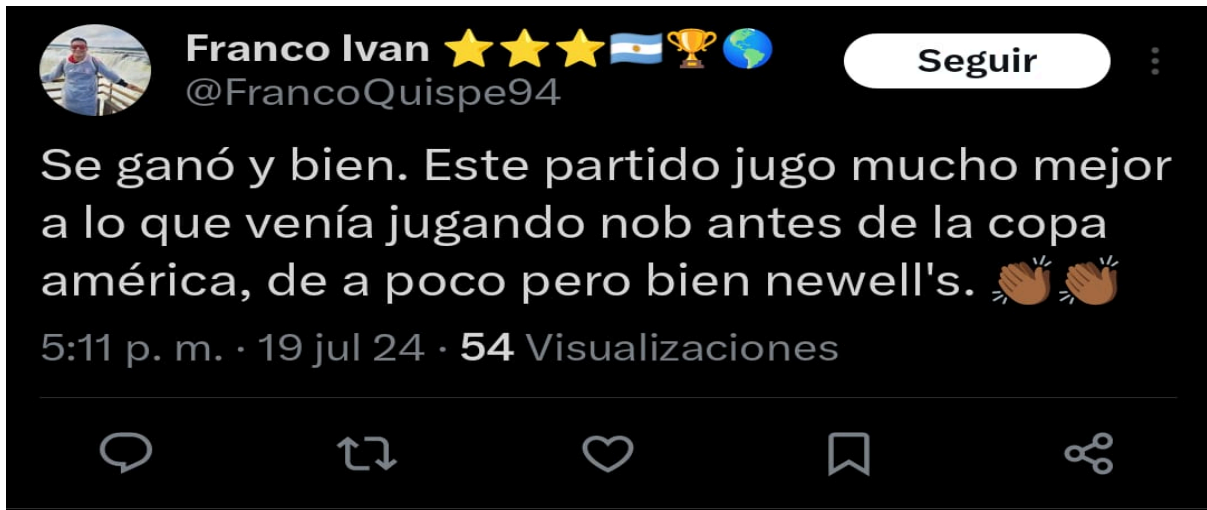 Franco Ivan ⭐⭐⭐🇦🇷🏆🌎
Seguir
@FrancoQuispe94
Se ganó y bien. Este partido jugo mucho mejor
a lo que venía jugando nob antes de la copa
américa, de a poco pero bien newell's. 👏🏾👏🏾
5:11 p. m. · 19 jul 24 · 54 Visualizaciones